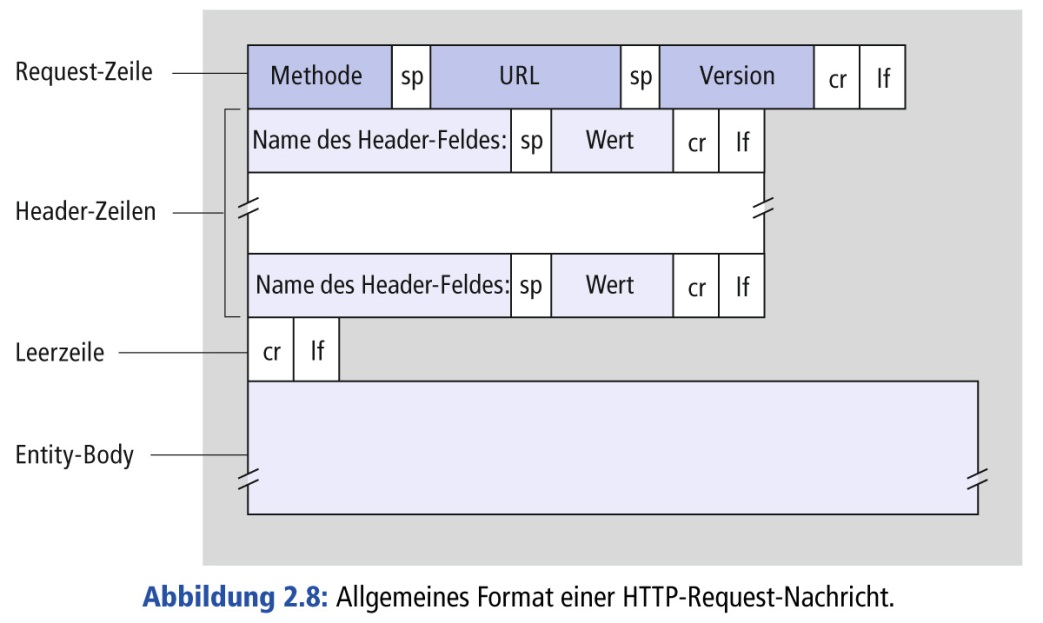 Request-Zeile
Methode sp URL sp Version cr lf
Name des Header-Feldes: sp Wert cr lf
Header-Zeilen
Name des Header-Feldes: sp Wert cr lf
Leerzeile
cr lf
Entity-Body
Abbildung 2.8: Allgemeines Format einer HTTP-Request-Nachricht.